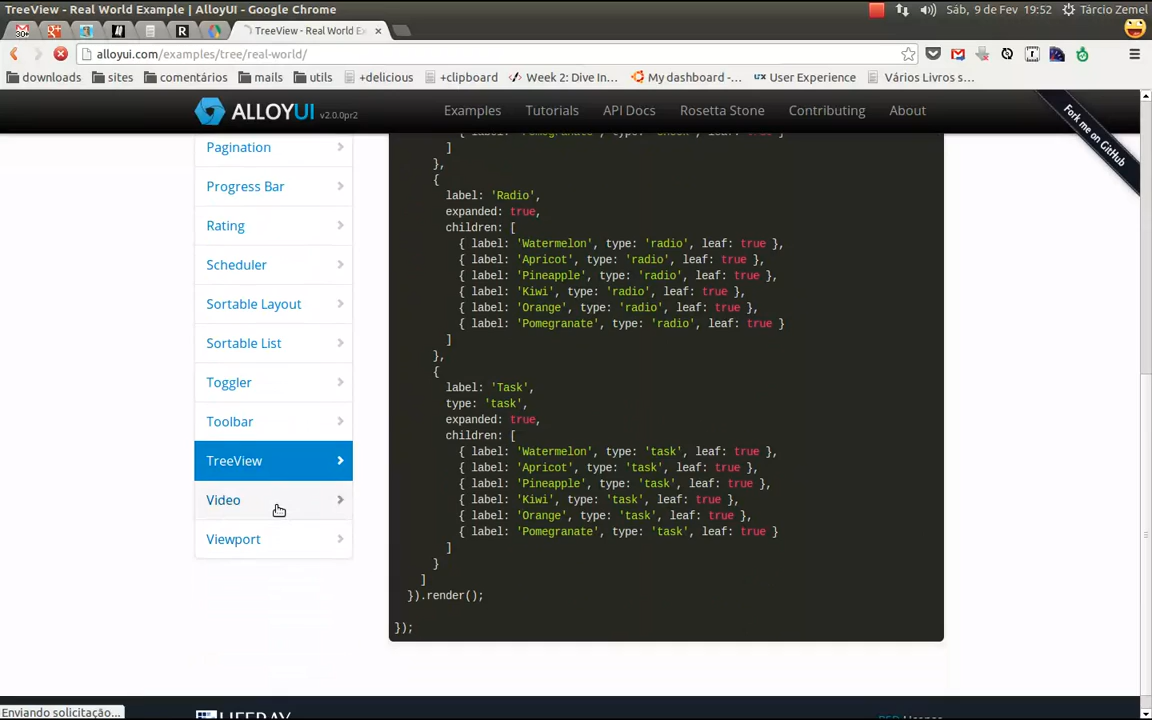 TreeView - Real World Example | AlloyUI - Google Chrome
Sáb, 9 de Fev 19:52 Tárcio Zemel
30+
TreeView - Real World Ex
alloyui.com/examples/tree/real-world/
downloads sites comentários mails utils +delicious +clipboard Week 2: Dive In... My dashboard -... User Experience Vários Livros s...
ALLOYUI v2.0.0pr2
Examples Tutorials API Docs Rosetta Stone Contributing About
Fork me on GitHub
Pagination
Progress Bar
Rating
Scheduler
Sortable Layout
Sortable List
Toggler
Toolbar
TreeView
Video
Viewport
]
},
{
label: 'Radio',
expanded: true,
children: [
{ label: 'Watermelon', type: 'radio', leaf: true },
{ label: 'Apricot', type: 'radio', leaf: true },
{ label: 'Pineapple', type: 'radio', leaf: true },
{ label: 'Kiwi', type: 'radio', leaf: true },
{ label: 'Orange', type: 'radio', leaf: true },
{ label: 'Pomegranate', type: 'radio', leaf: true }
]
},
{
label: 'Task',
type: 'task',
expanded: true,
children: [
{ label: 'Watermelon', type: 'task', leaf: true },
{ label: 'Apricot', type: 'task', leaf: true },
{ label: 'Pineapple', type: 'task', leaf: true },
{ label: 'Kiwi', type: 'task', leaf: true },
{ label: 'Orange', type: 'task', leaf: true },
{ label: 'Pomegranate', type: 'task', leaf: true }
]
}
]
}).render();
});
Enviando solicitação...
LIFERAY